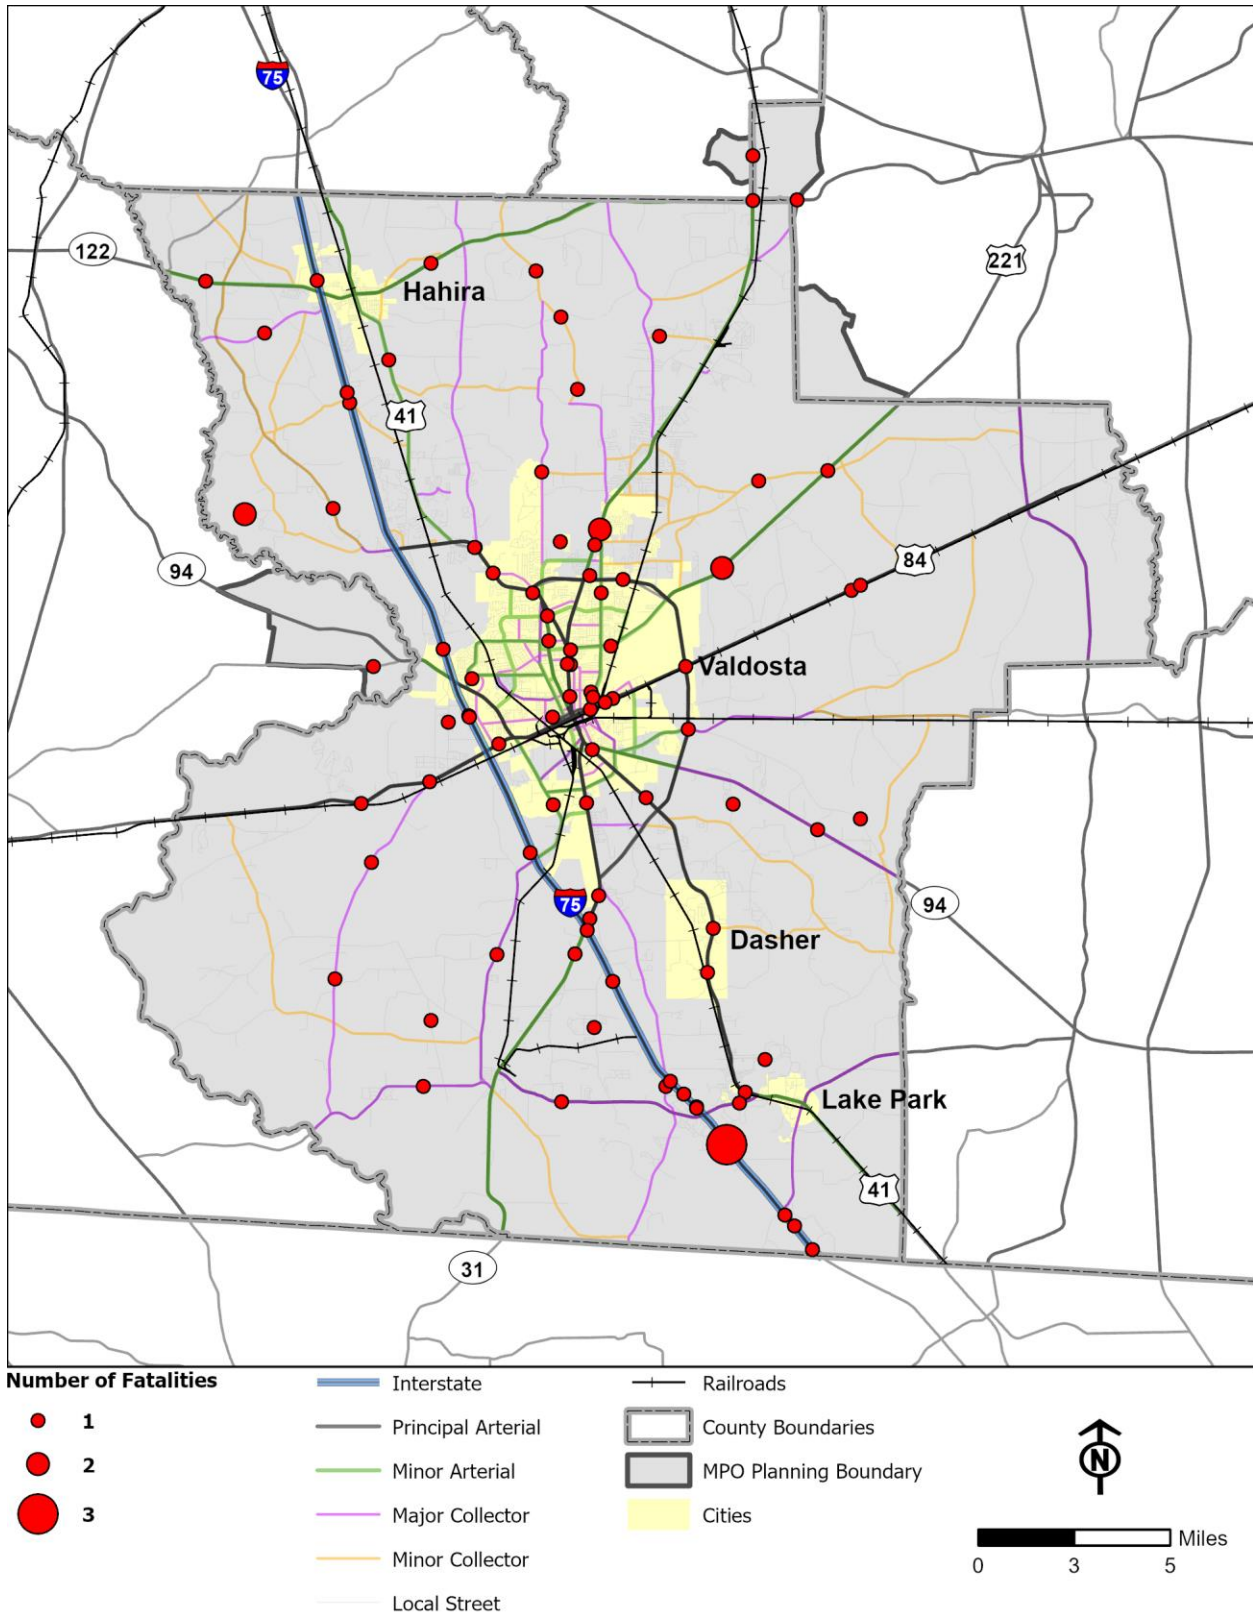 75
122
Hahira
221
41
94
84
Valdosta
75
94
Dasher
Lake Park
41
31
Number of Fatalities
1
2
3
Interstate
Principal Arterial
Minor Arterial
Major Collector
Minor Collector
Local Street
Railroads
County Boundaries
MPO Planning Boundary
Cities
N
Miles
0 3 5